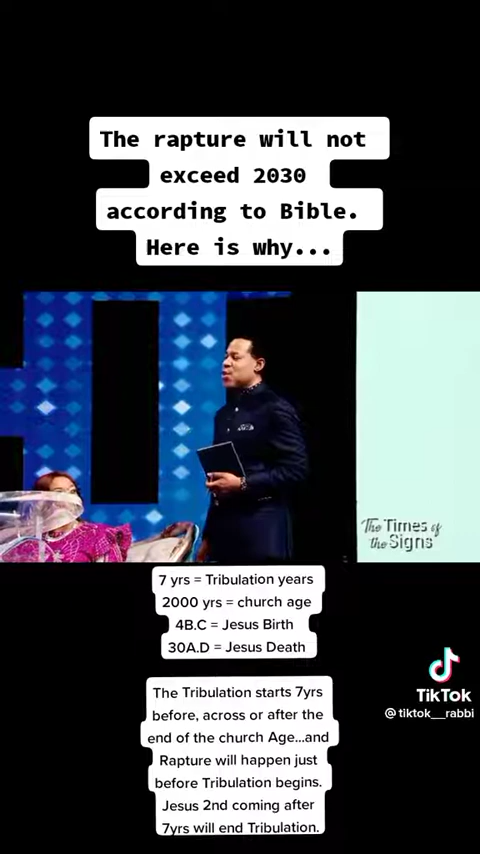 The rapture will not
exceed 2030
according to Bible.
Here is why...
The Times of
the Signs
7 yrs = Tribulation years
2000 yrs = church age
4B.C = Jesus Birth
30A.D = Jesus Death
TikTok
@tiktok__rabbi
The Tribulation starts 7yrs
before, across or after the
end of the church Age...and
Rapture will happen just
before Tribulation begins.
Jesus 2nd coming after
7yrs will end Tribulation.